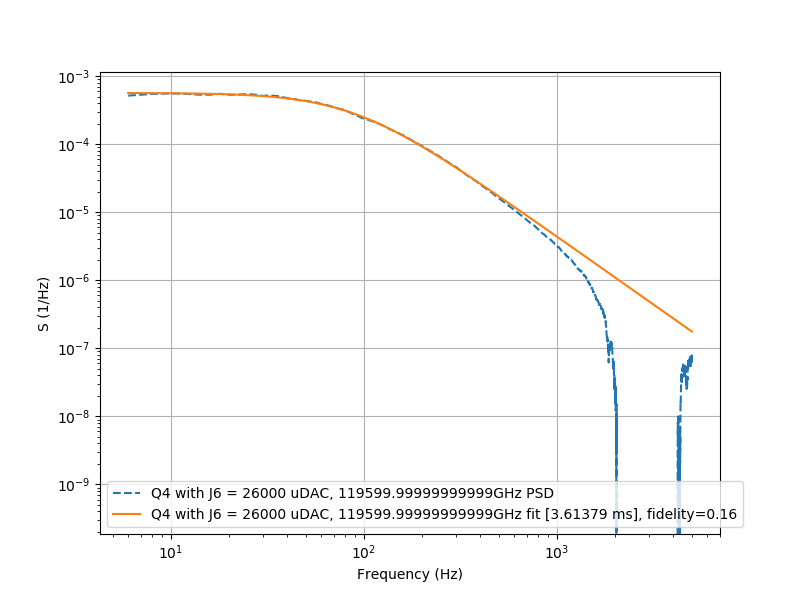 10⁻³
10⁻⁴
10⁻⁵
10⁻⁶
10⁻⁷
10⁻⁸
10⁻⁹
S (1/Hz)
Q4 with J6 = 26000 uDAC, 119599.99999999999GHz PSD
Q4 with J6 = 26000 uDAC, 119599.99999999999GHz fit [3.61379 ms], fidelity=0.16
10¹ 10² 10³
Frequency (Hz)